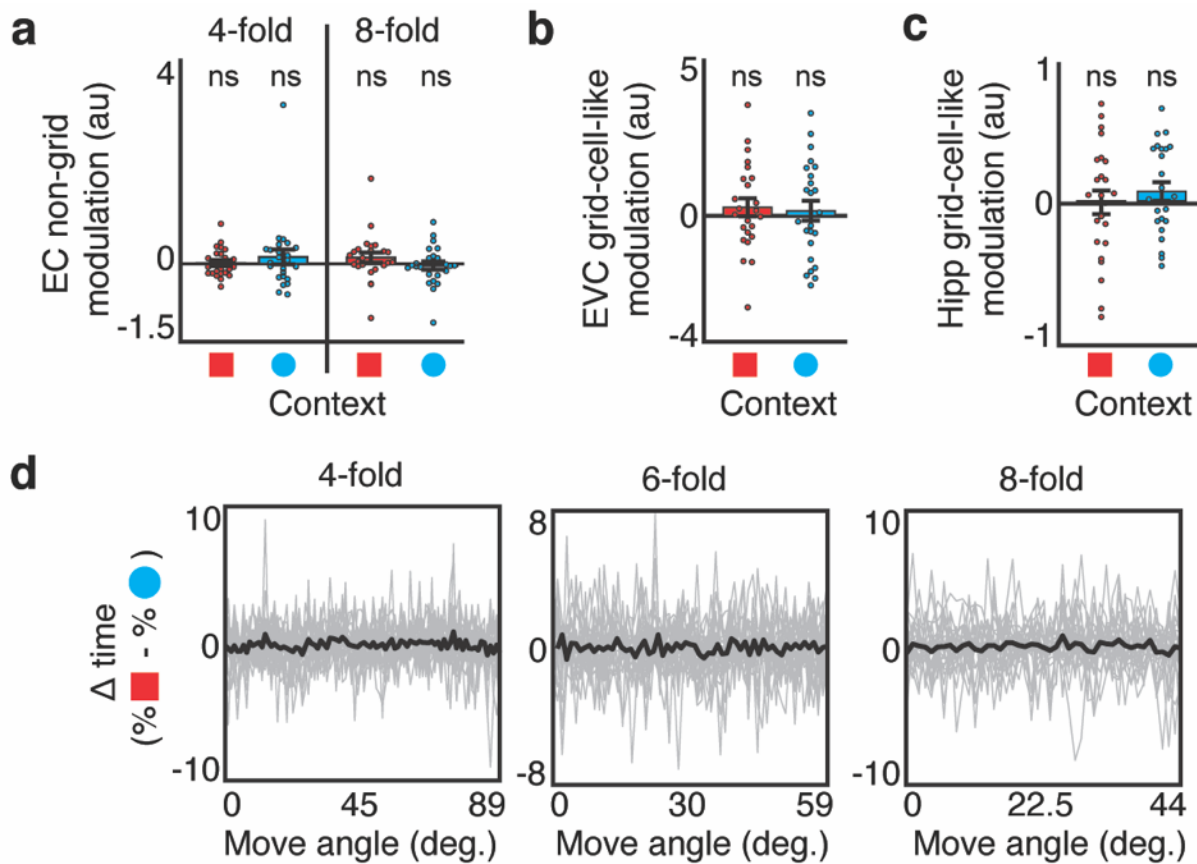 a
4-fold
8-fold
ns
ns
ns
ns
EC non-grid
modulation (au)
4
0
-1.5
Context
b
ns
ns
EVC grid-cell-like
modulation (au)
5
0
-4
Context
c
ns
ns
Hipp grid-cell-like
modulation (au)
1
0
-1
Context
d
4-fold
6-fold
8-fold
Δ time
(% - % )
10
0
-10
0
45
89
Move angle (deg.)
8
0
-8
0
30
59
Move angle (deg.)
10
0
-10
0
22.5
44
Move angle (deg.)